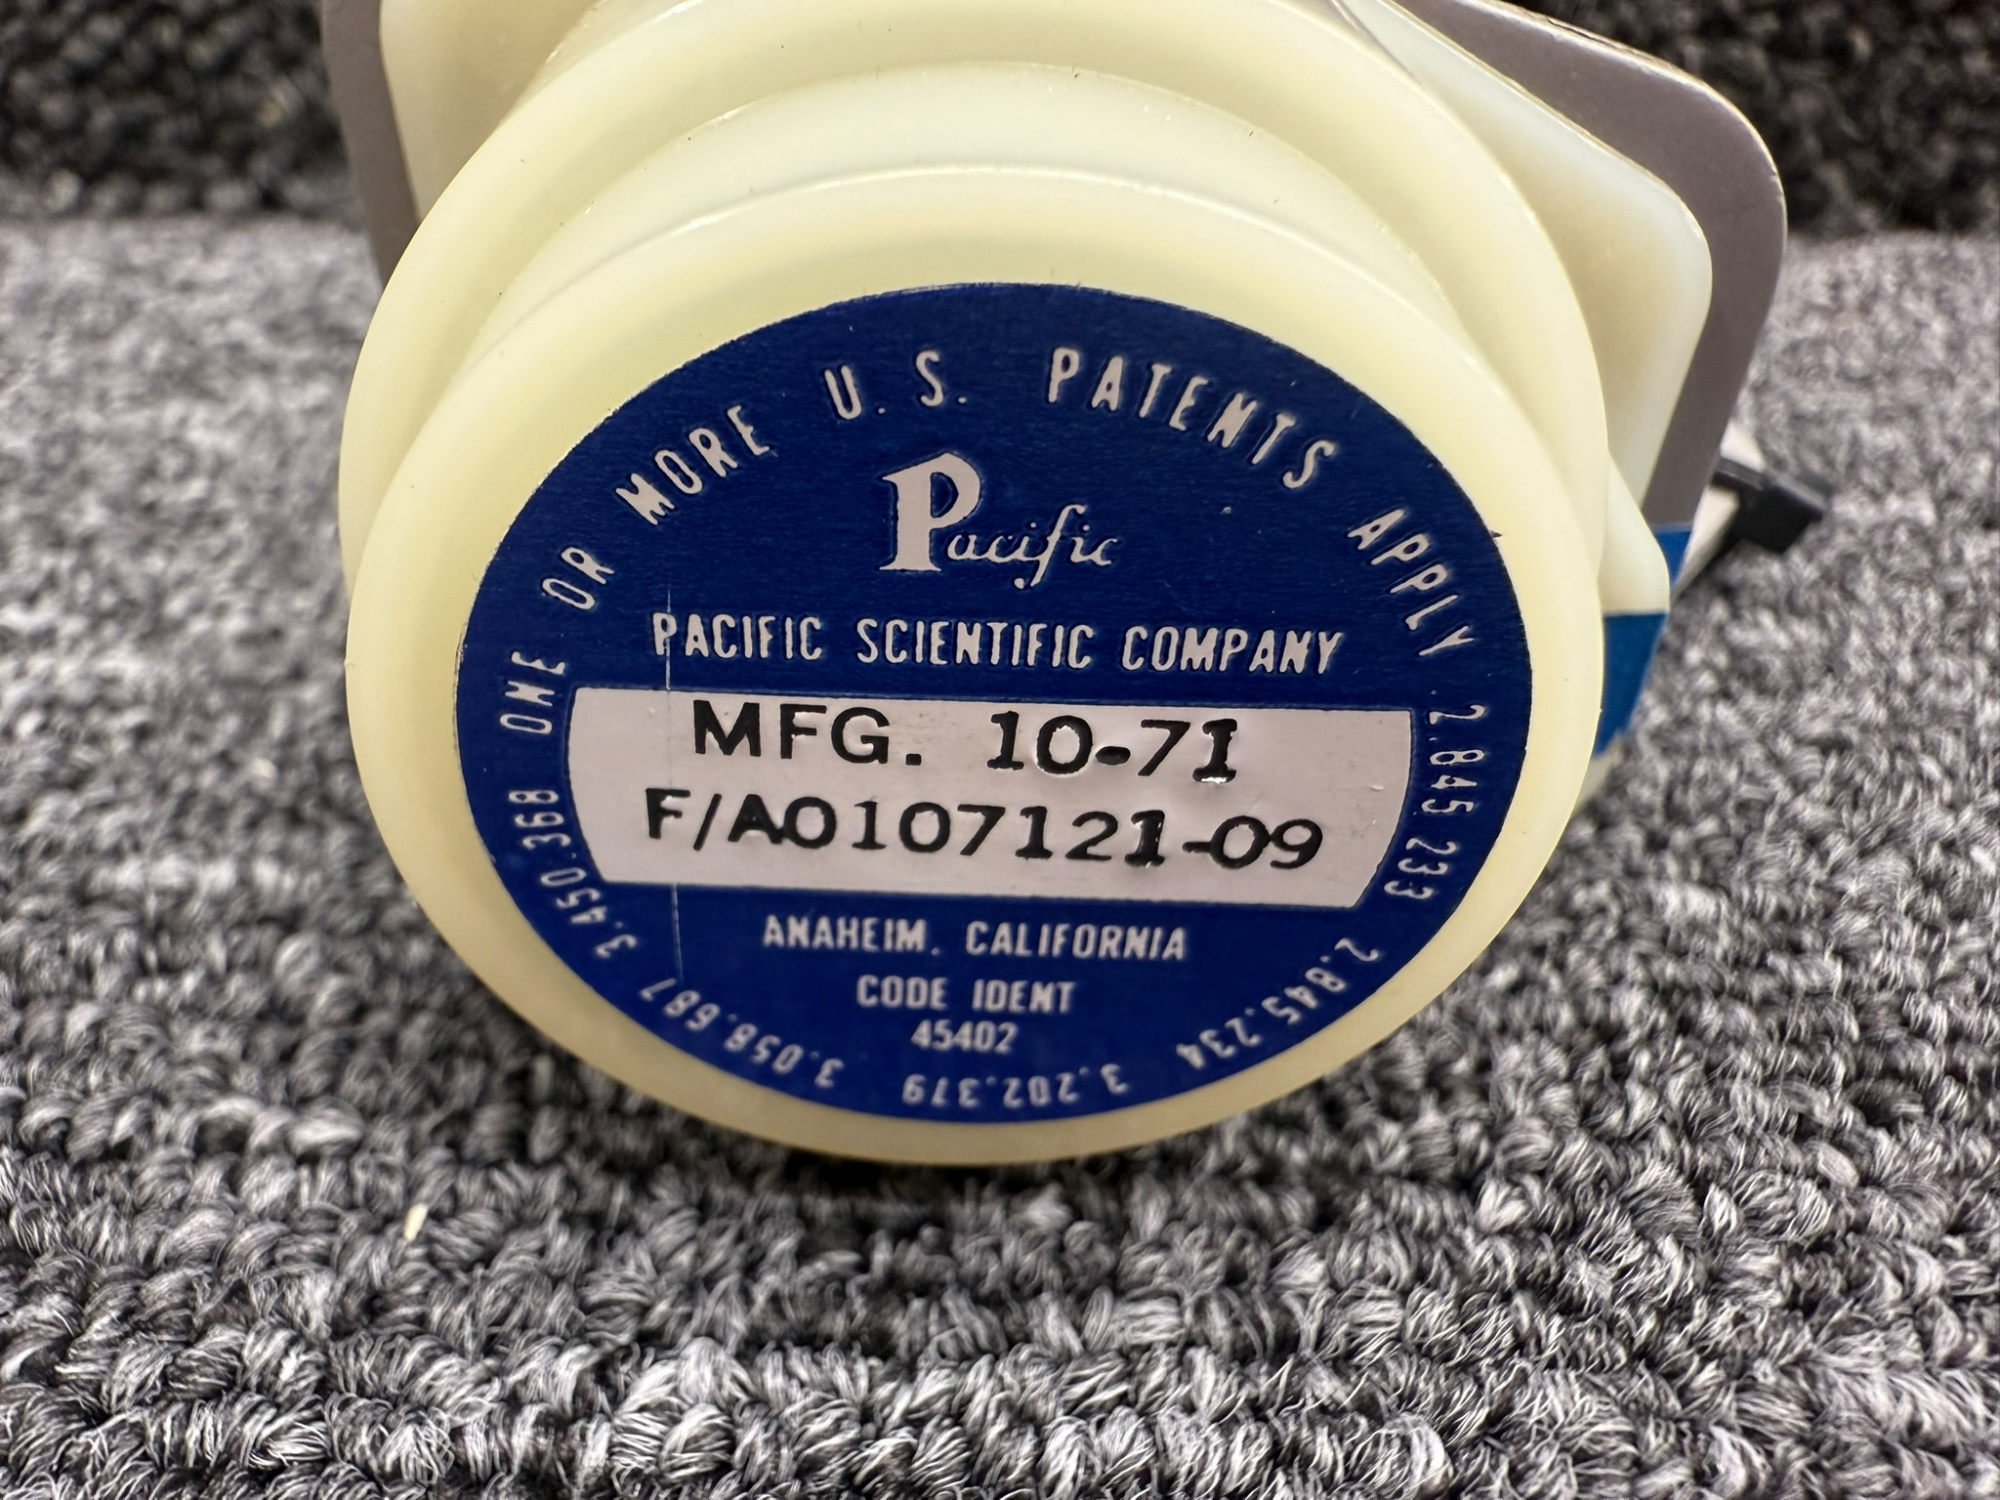 ONE OR MORE U.S. PATENTS APPLY 2.845.233 2.845.234 3.202.379 3.058.687 3.450.368
Pacific
PACIFIC SCIENTIFIC COMPANY
MFG. 10-71
F/A0107121-09
ANAHEIM. CALIFORNIA
CODE IDENT
45402